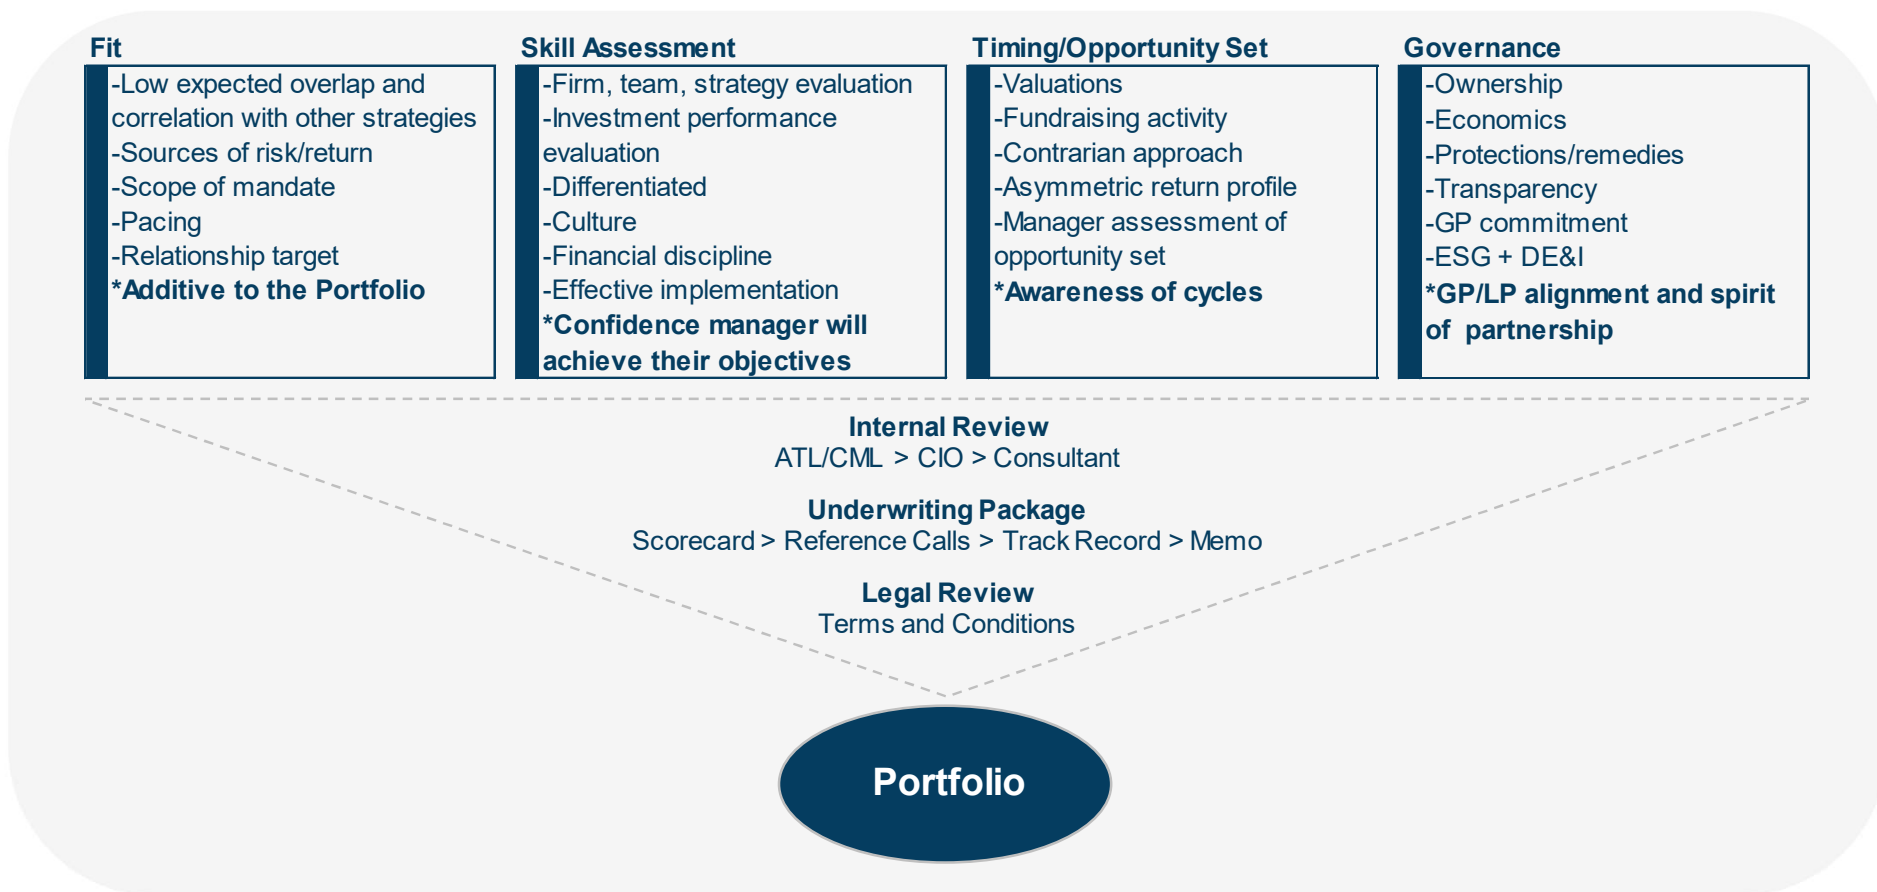 Fit
-Low expected overlap and
correlation with other strategies
-Sources of risk/return
-Scope of mandate
-Pacing
-Relationship target
*Additive to the Portfolio
Skill Assessment
-Firm, team, strategy evaluation
-Investment performance
evaluation
-Differentiated
-Culture
-Financial discipline
-Effective implementation
*Confidence manager will
achieve their objectives
Timing/Opportunity Set
-Valuations
-Fundraising activity
-Contrarian approach
-Asymmetric return profile
-Manager assessment of
opportunity set
*Awareness of cycles
Governance
-Ownership
-Economics
-Protections/remedies
-Transparency
-GP commitment
-ESG + DE&I
*GP/LP alignment and spirit
of partnership
Internal Review
ATL/CML > CIO > Consultant
Underwriting Package
Scorecard > Reference Calls > Track Record > Memo
Legal Review
Terms and Conditions
Portfolio